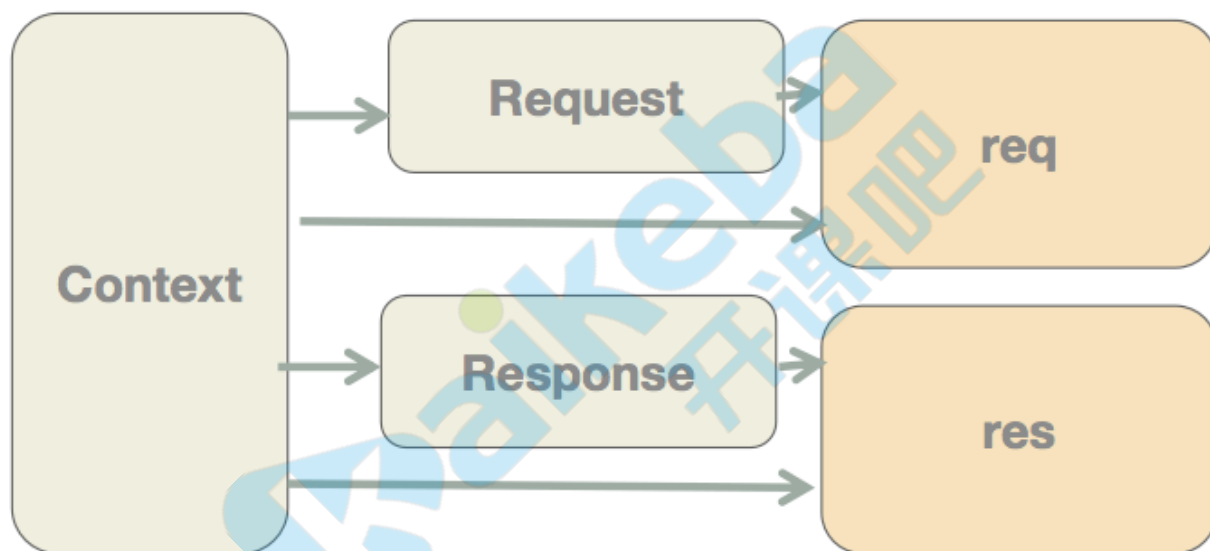 Request
req
Context
Response
res
Kaikeba
开课吧